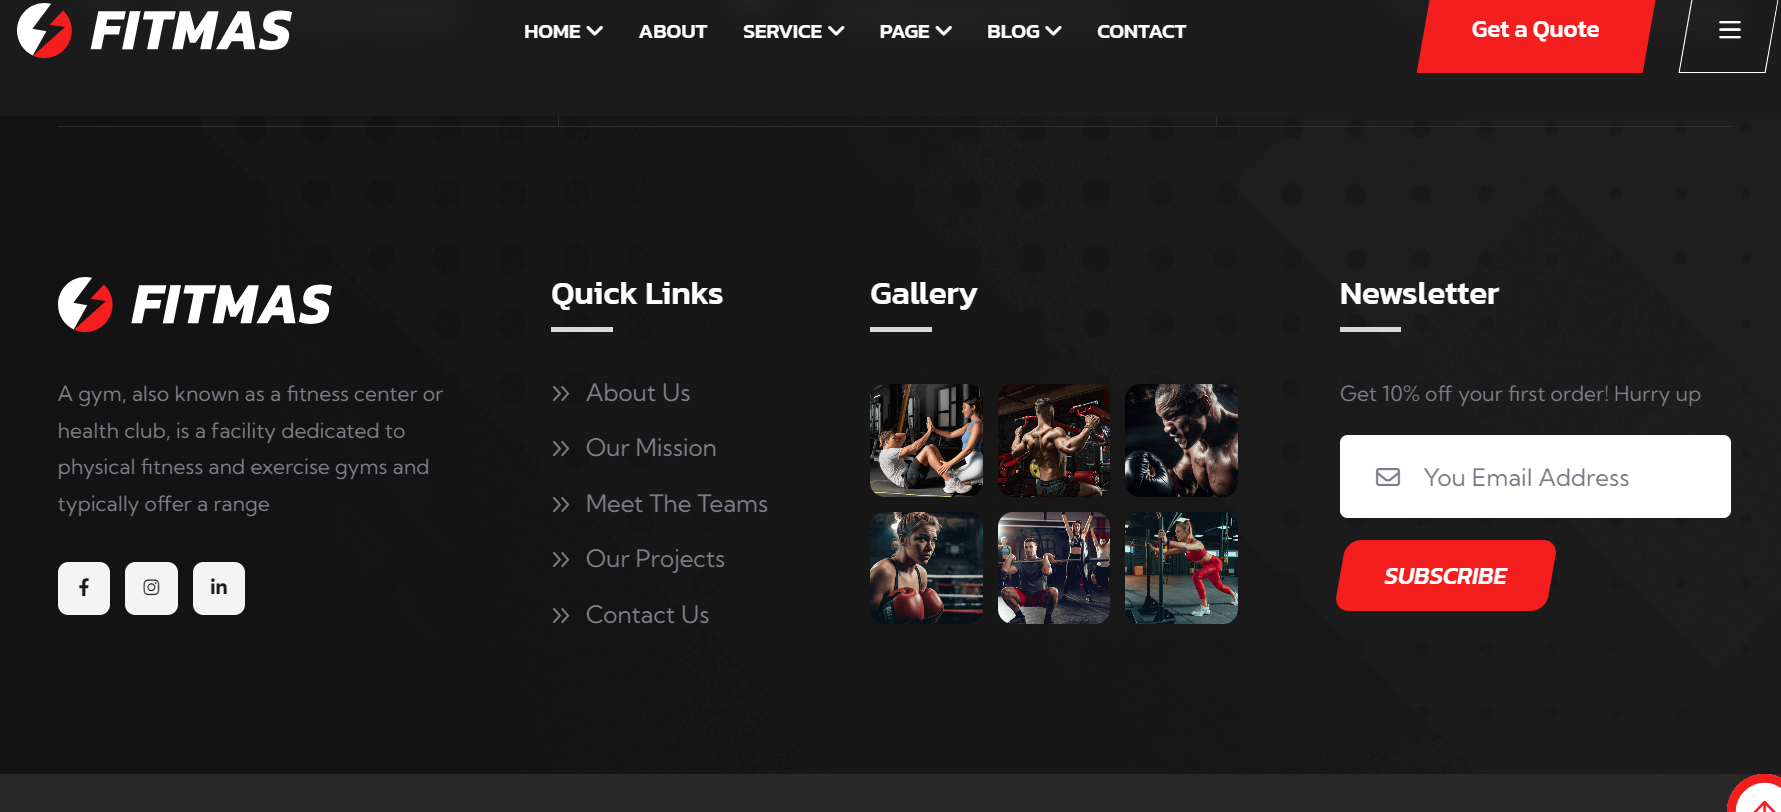 FITMAS
HOME
ABOUT
SERVICE
PAGE
BLOG
CONTACT
Get a Quote
FITMAS
A gym, also known as a fitness center or
health club, is a facility dedicated to
physical fitness and exercise gyms and
typically offer a range
Quick Links
About Us
Our Mission
Meet The Teams
Our Projects
Contact Us
Gallery
Newsletter
Get 10% off your first order! Hurry up
You Email Address
SUBSCRIBE